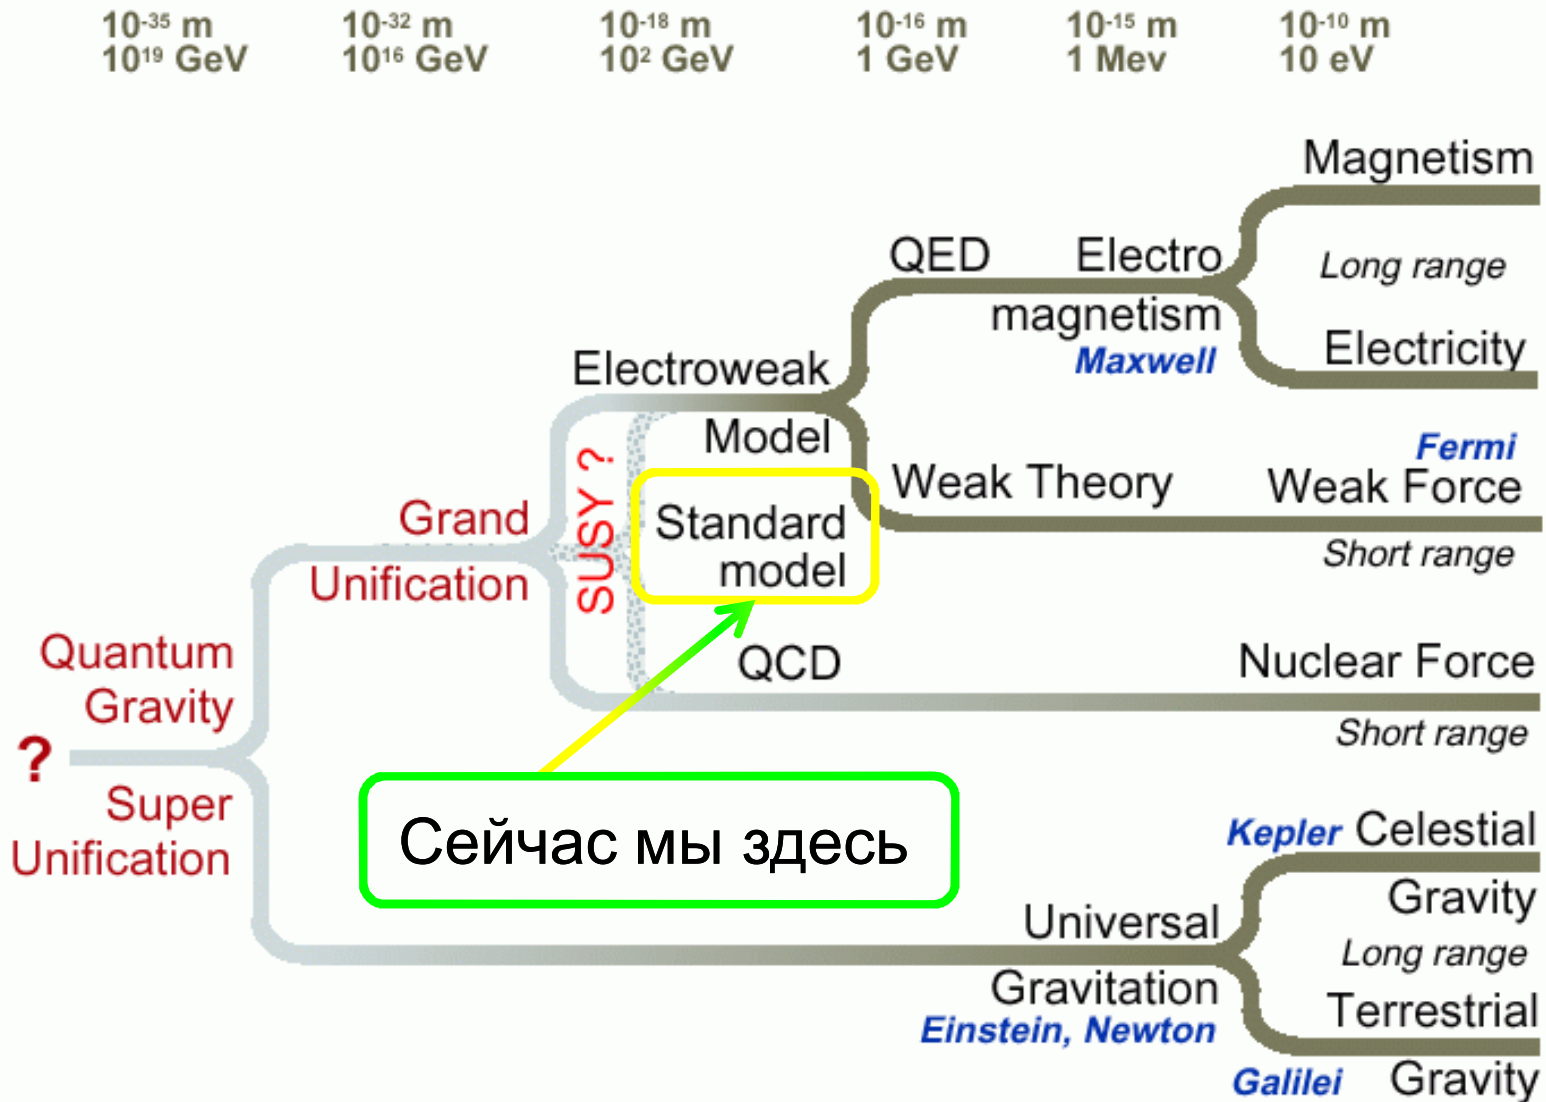 10-35 m 10-32 m 10-18 m 10-16 m 10-15 m 10-10 m
1019 GeV 1016 GeV 102 GeV 1 GeV 1 Mev 10 eV
Magnetism
QED Electro
Long range
magnetism
Electricity
Maxwell
Electroweak
Model
Fermi
Weak Theory
Weak Force
Short range
SUSY ?
Standard
model
Grand
Unification
Quantum
Gravity
QCD
Nuclear Force
Short range
?
Super
Unification
Сейчас мы здесь
Kepler Celestial
Gravity
Universal
Long range
Gravitation
Einstein, Newton
Terrestrial
Galilei Gravity